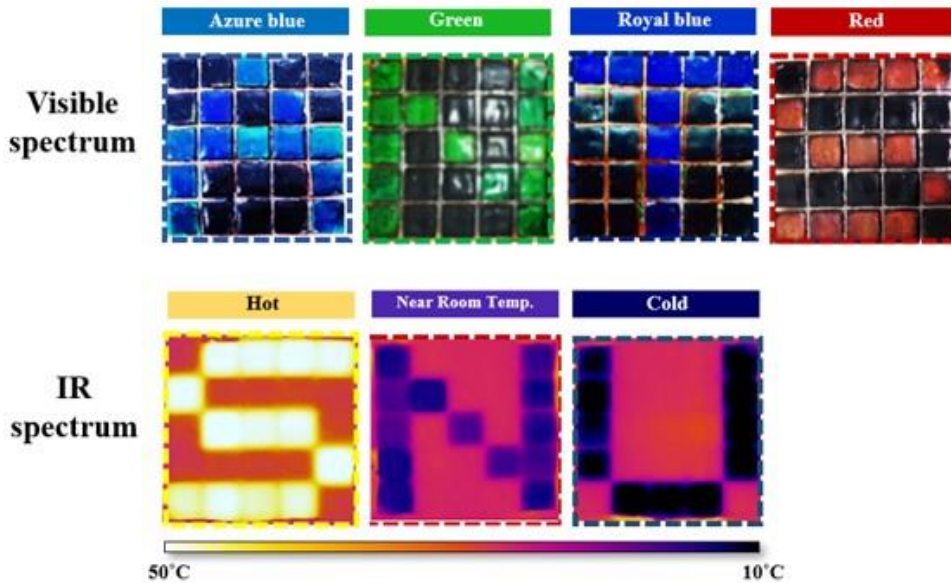 Azure blue
Green
Royal blue
Red
Visible
spectrum
Hot
Near Room Temp.
Cold
IR
spectrum
50°C
10°C